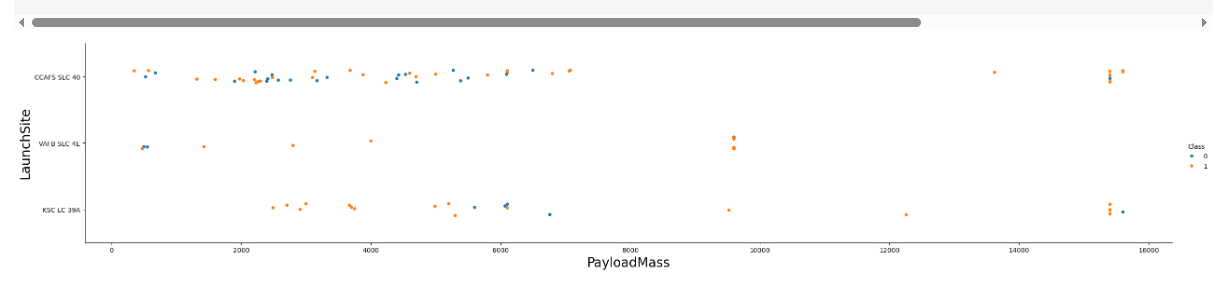 CCAFS SLC 40
VAFB SLC 4E
KSC LC 39A
LaunchSite
0
2000
4000
6000
8000
10000
12000
14000
16000
PayloadMass
Class
0
1